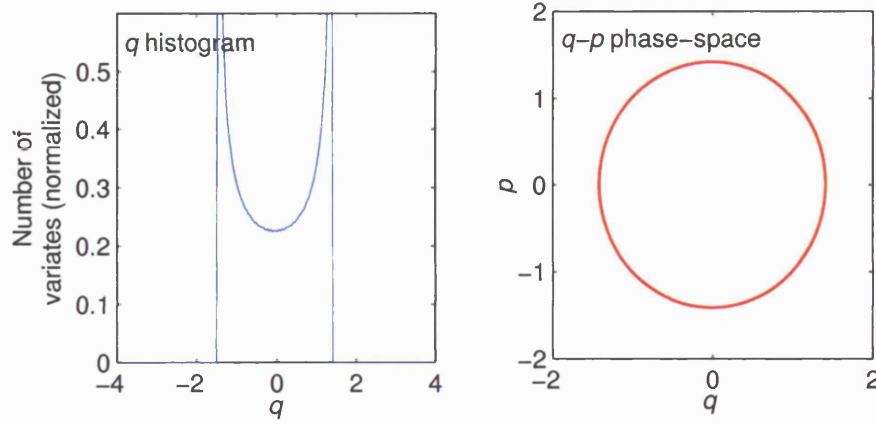 q histogram
Number of
variates (normalized)
0.5
0.4
0.3
0.2
0.1
0
−4
−2
0
2
4
q
q−p phase−space
p
2
1
0
−1
−2
−2
0
2
q